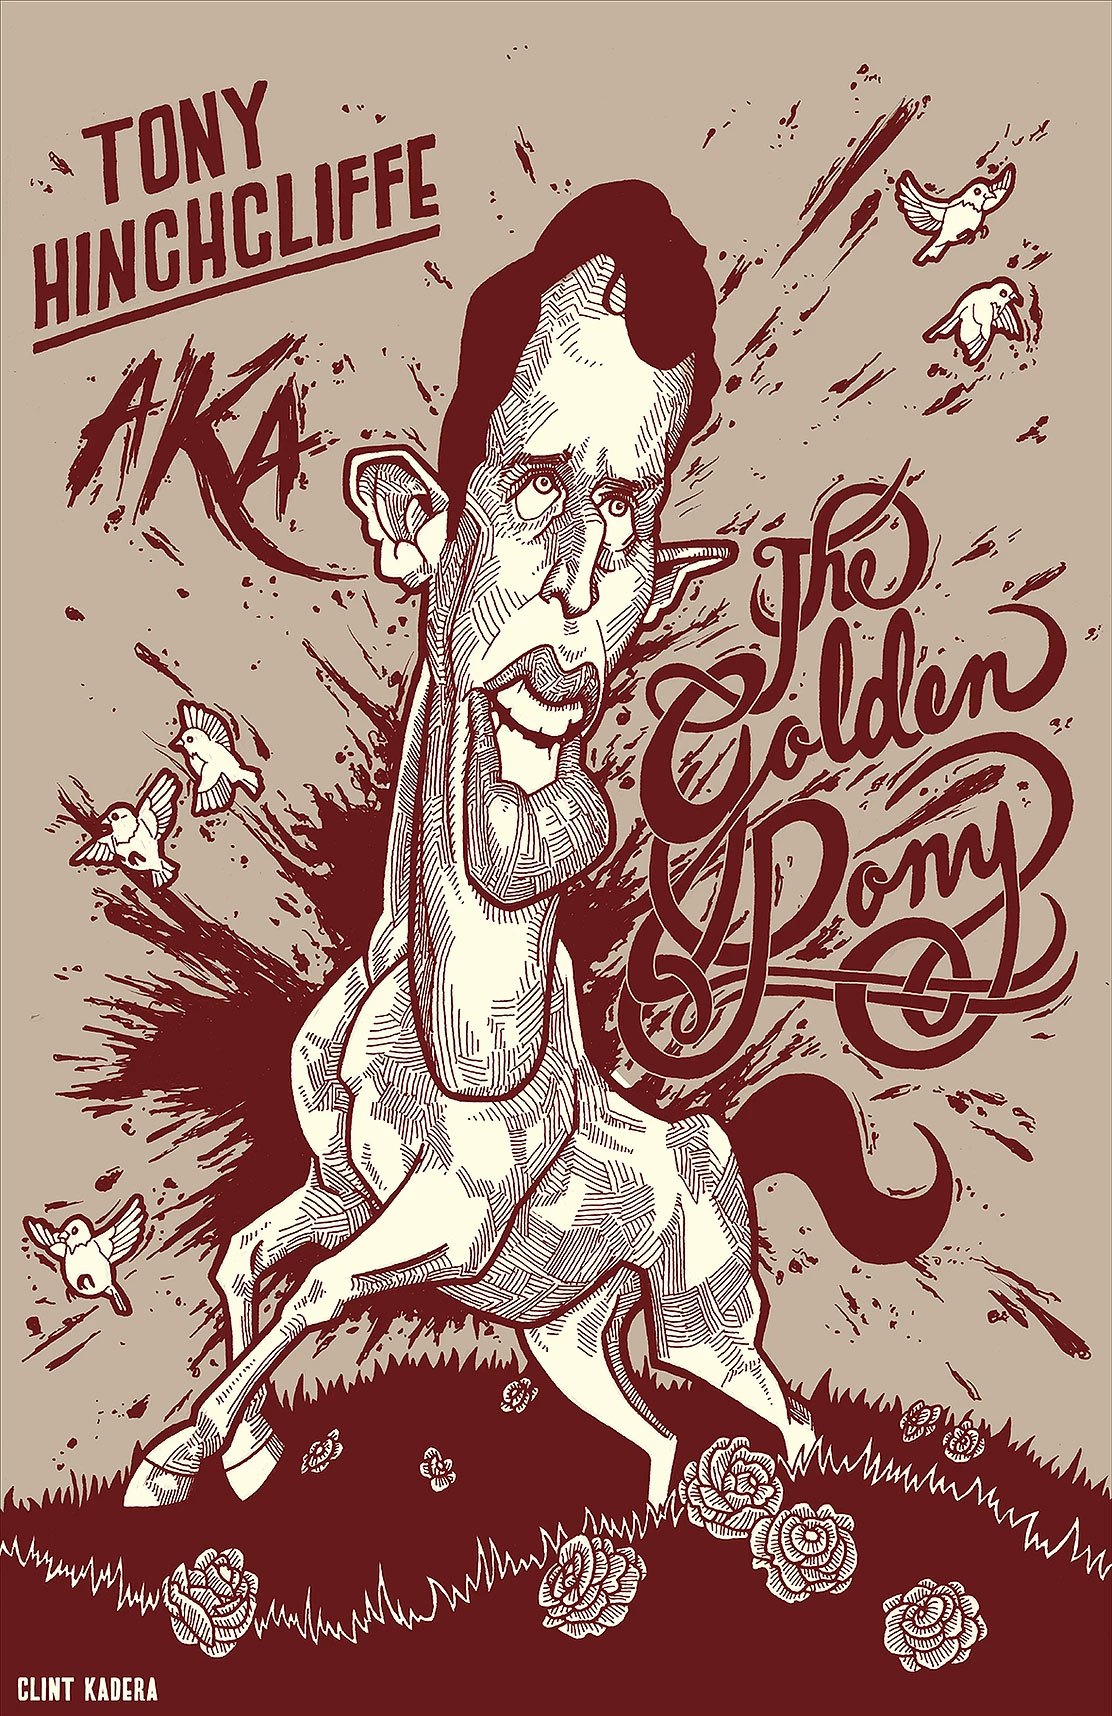 TONY
HINCHCLIFFE
AKA
The
Golden
Pony
CLINT KADERA